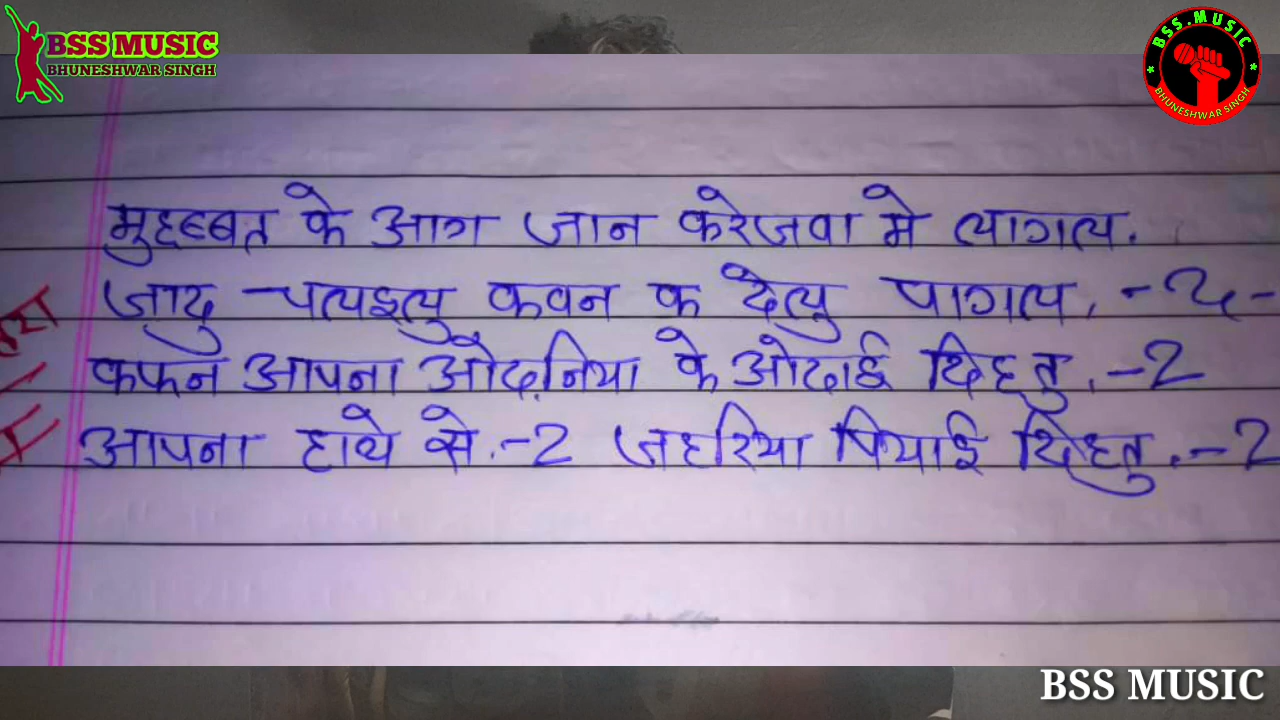 BSS MUSIC
BHUNESHWAR SINGH
BSS.MUSIC
BHUNESHWAR SINGH
मुहब्बत के आग जान करेजवा मे लागल.
जादु चलइलु कवन क देलु पागल. -2-
कफन आपना ओढ़निया के ओढाई दिहतु. -2
आपना हाथे से.-2 जहरिया पियाई दिहतु. -2
BSS MUSIC